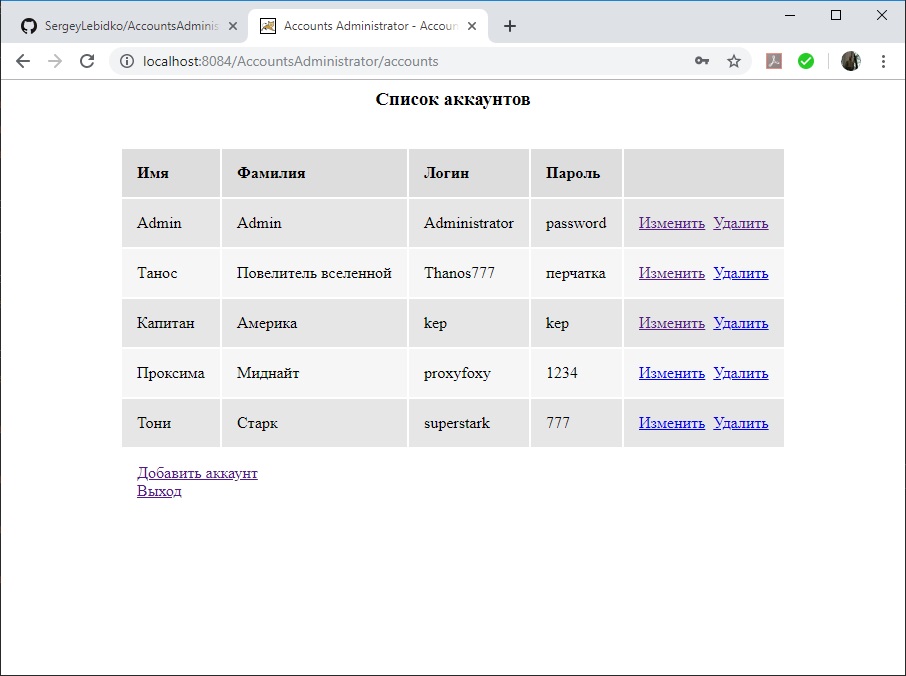 SergeyLebidko/AccountsAdminis
Accounts Administrator - Accoun
localhost:8084/AccountsAdministrator/accounts
Список аккаунтов
Имя Фамилия Логин Пароль
Admin Admin Administrator password Изменить Удалить
Танос Повелитель вселенной Thanos777 перчатка Изменить Удалить
Капитан Америка kep kep Изменить Удалить
Проксима Миднайт proxyfoxy 1234 Изменить Удалить
Тони Старк superstark 777 Изменить Удалить
Добавить аккаунт
Выход